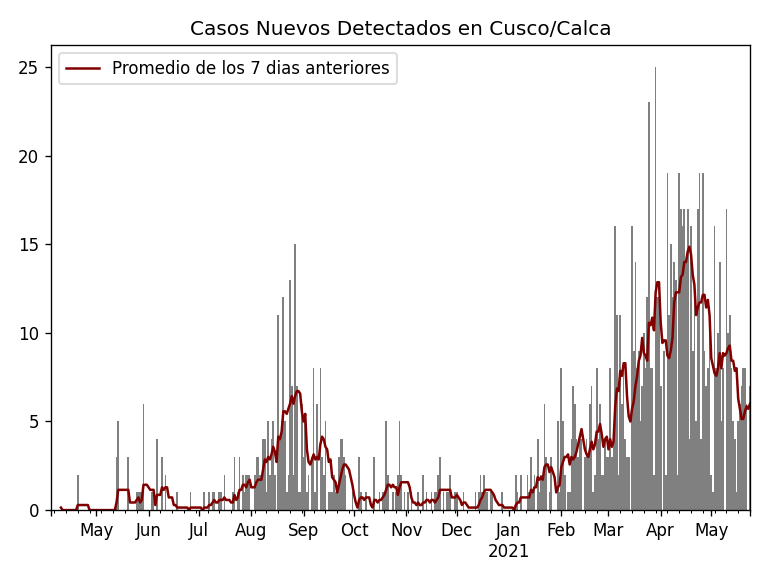 Casos Nuevos Detectados en Cusco/Calca
Promedio de los 7 dias anteriores
25
20
15
10
5
0
May Jun Jul Aug Sep Oct Nov Dec Jan Feb Mar Apr May
2021